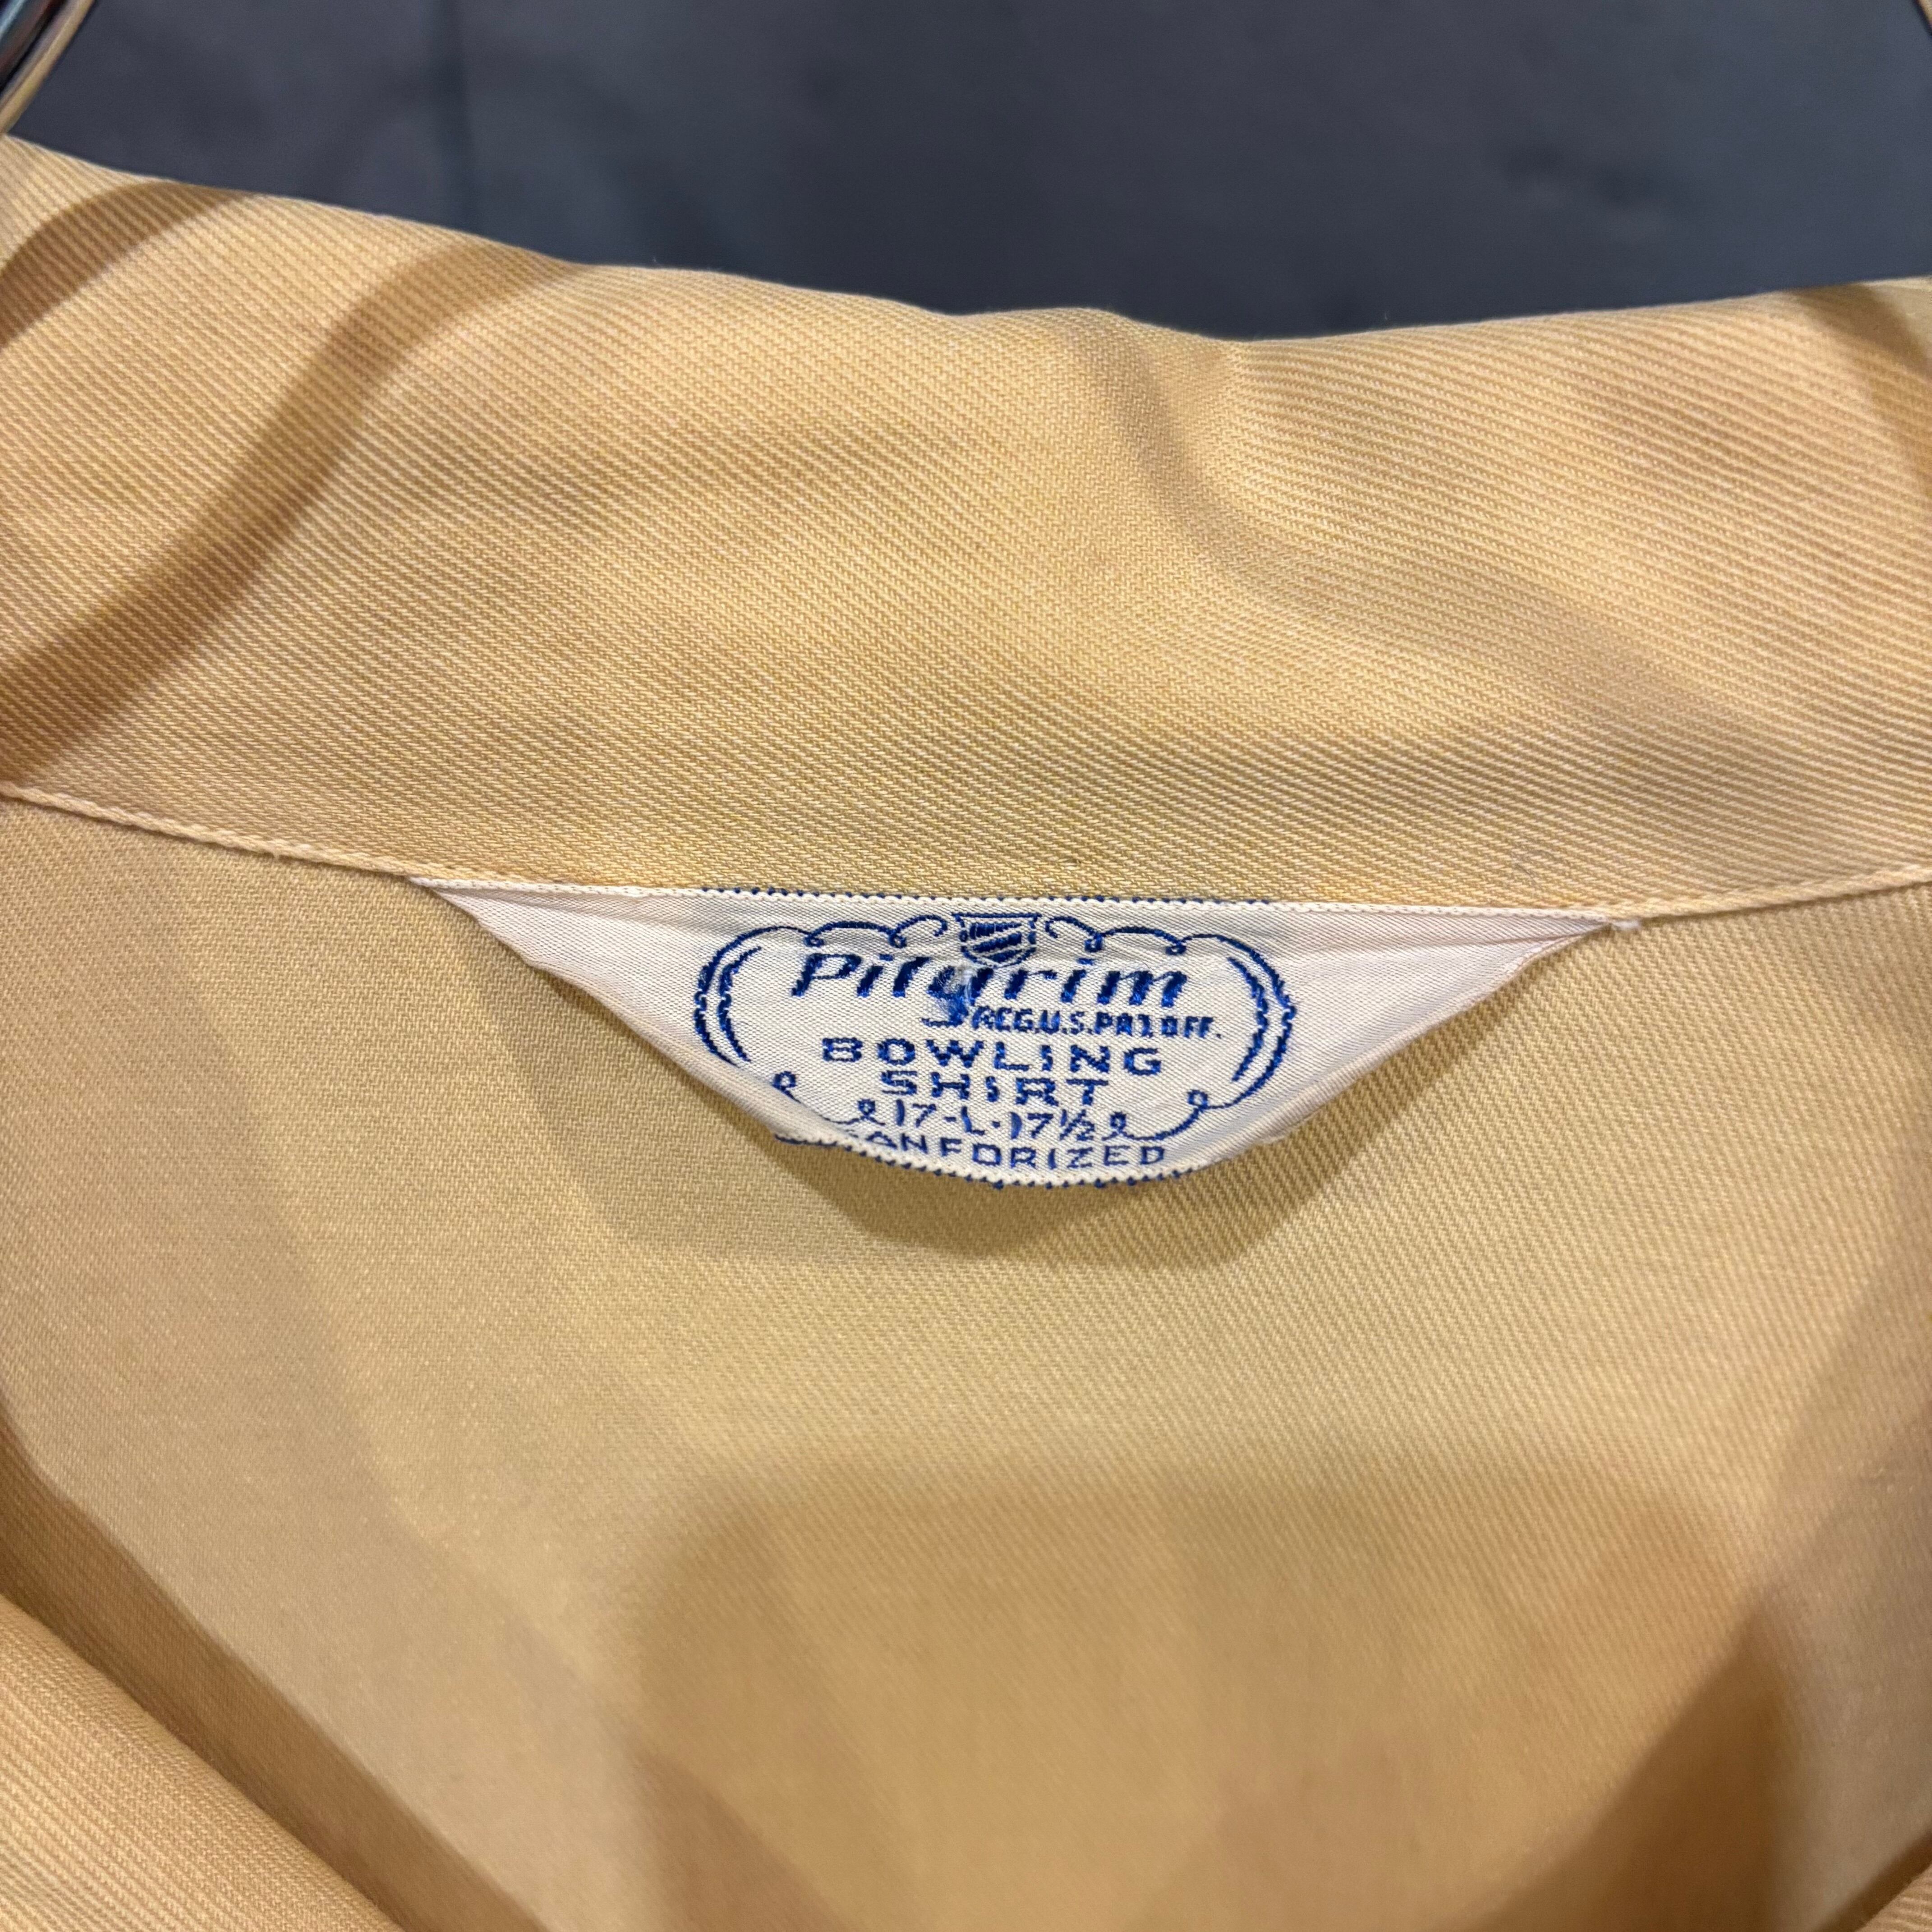 Pilgrim
REG.U.S.PAT.OFF.
BOWLING
SHIRT
17-L-17½
SANFORIZED